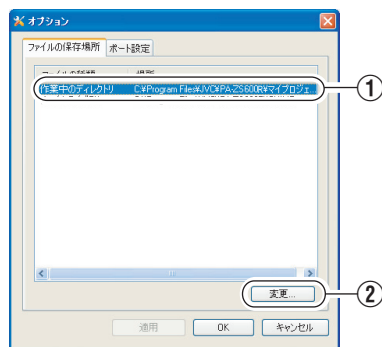 オプション
ファイルの保存場所 ポート設定
作業中のディレクトリ C:¥Program Files¥JVC¥PA-ZS600R¥マイプロジェ...
①
変更...
②
適用 OK キャンセル